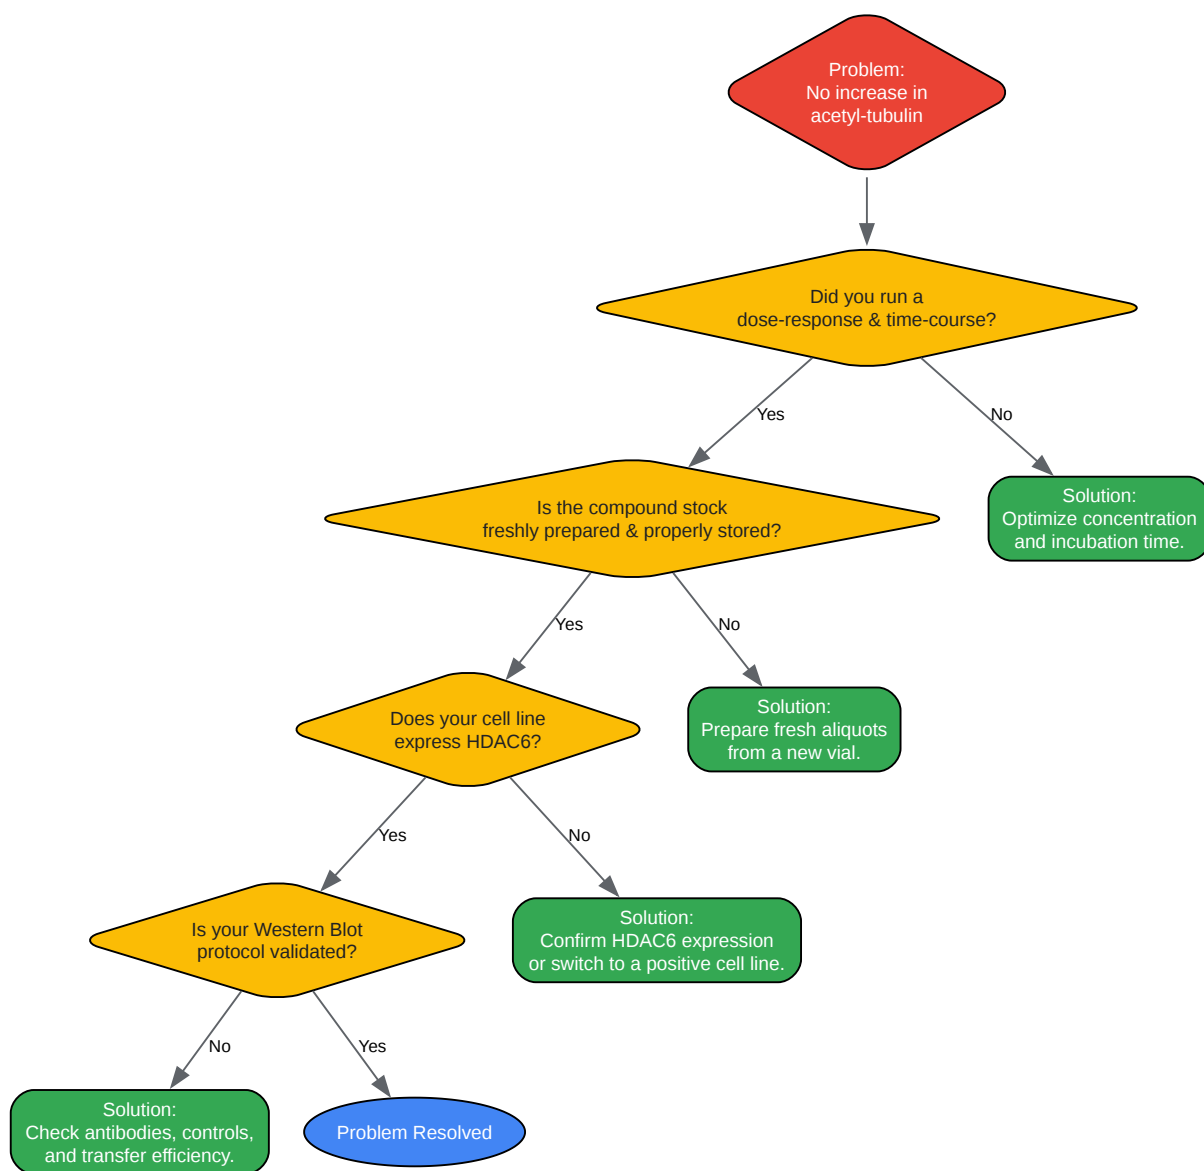 Problem:
No increase in
acetyl-tubulin
Did you run a
dose-response & time-course?
Yes
No
Is the compound stock
freshly prepared & properly stored?
Solution:
Optimize concentration
and incubation time.
Yes
No
Does your cell line
express HDAC6?
Solution:
Prepare fresh aliquots
from a new vial.
Yes
No
Is your Western Blot
protocol validated?
Solution:
Confirm HDAC6 expression
or switch to a positive cell line.
No
Yes
Solution:
Check antibodies, controls,
and transfer efficiency.
Problem Resolved